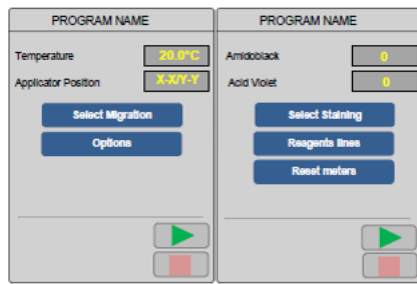 PROGRAM NAME
Temperature 20.0°C
Applicator Position X-X/Y-Y
Select Migration
Options
PROGRAM NAME
Amidoblack 0
Acid Violet 0
Select Staining
Reagents lines
Reset meters